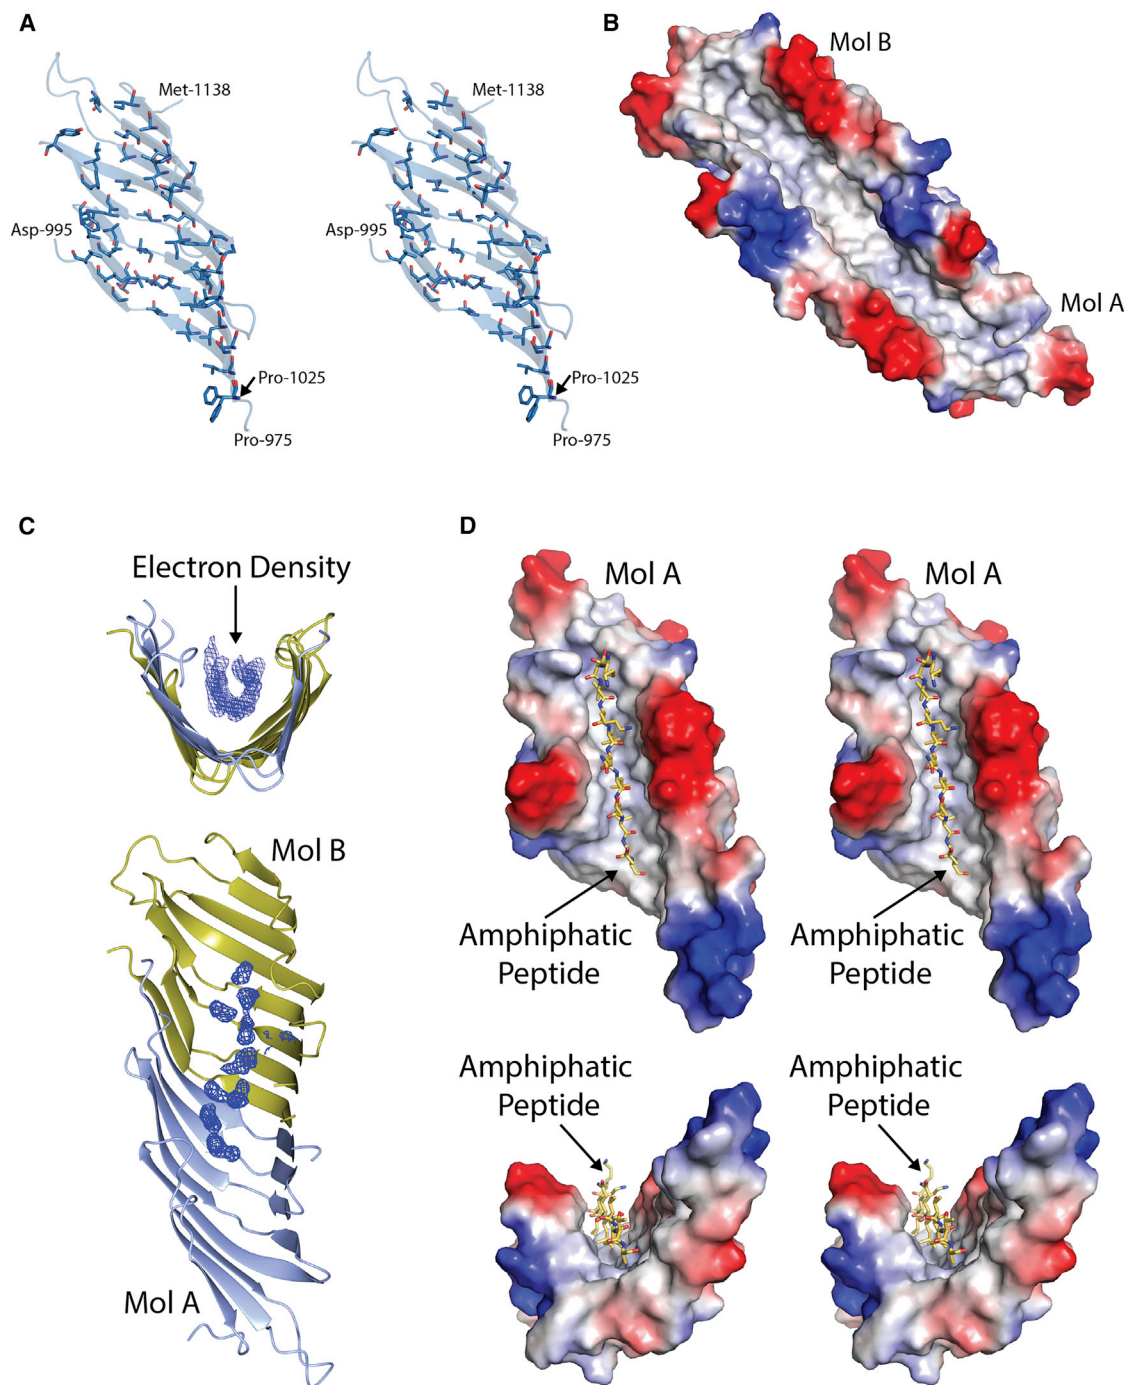 A
Met-1138
Asp-995
Pro-1025
Pro-975
Met-1138
Asp-995
Pro-1025
Pro-975
B
Mol B
Mol A
C
Electron Density
Mol B
Mol A
D
Mol A
Mol A
Amphiphatic
Peptide
Amphiphatic
Peptide
Amphiphatic
Peptide
Amphiphatic
Peptide